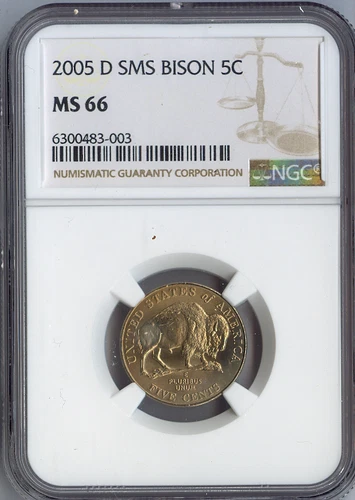 2005 D SMS BISON 5C
MS 66
6300483-003
NUMISMATIC GUARANTY CORPORATION
NGC
UNITED STATES of AMERICA
PLURIBUS
UNUM
FIVE CENTS